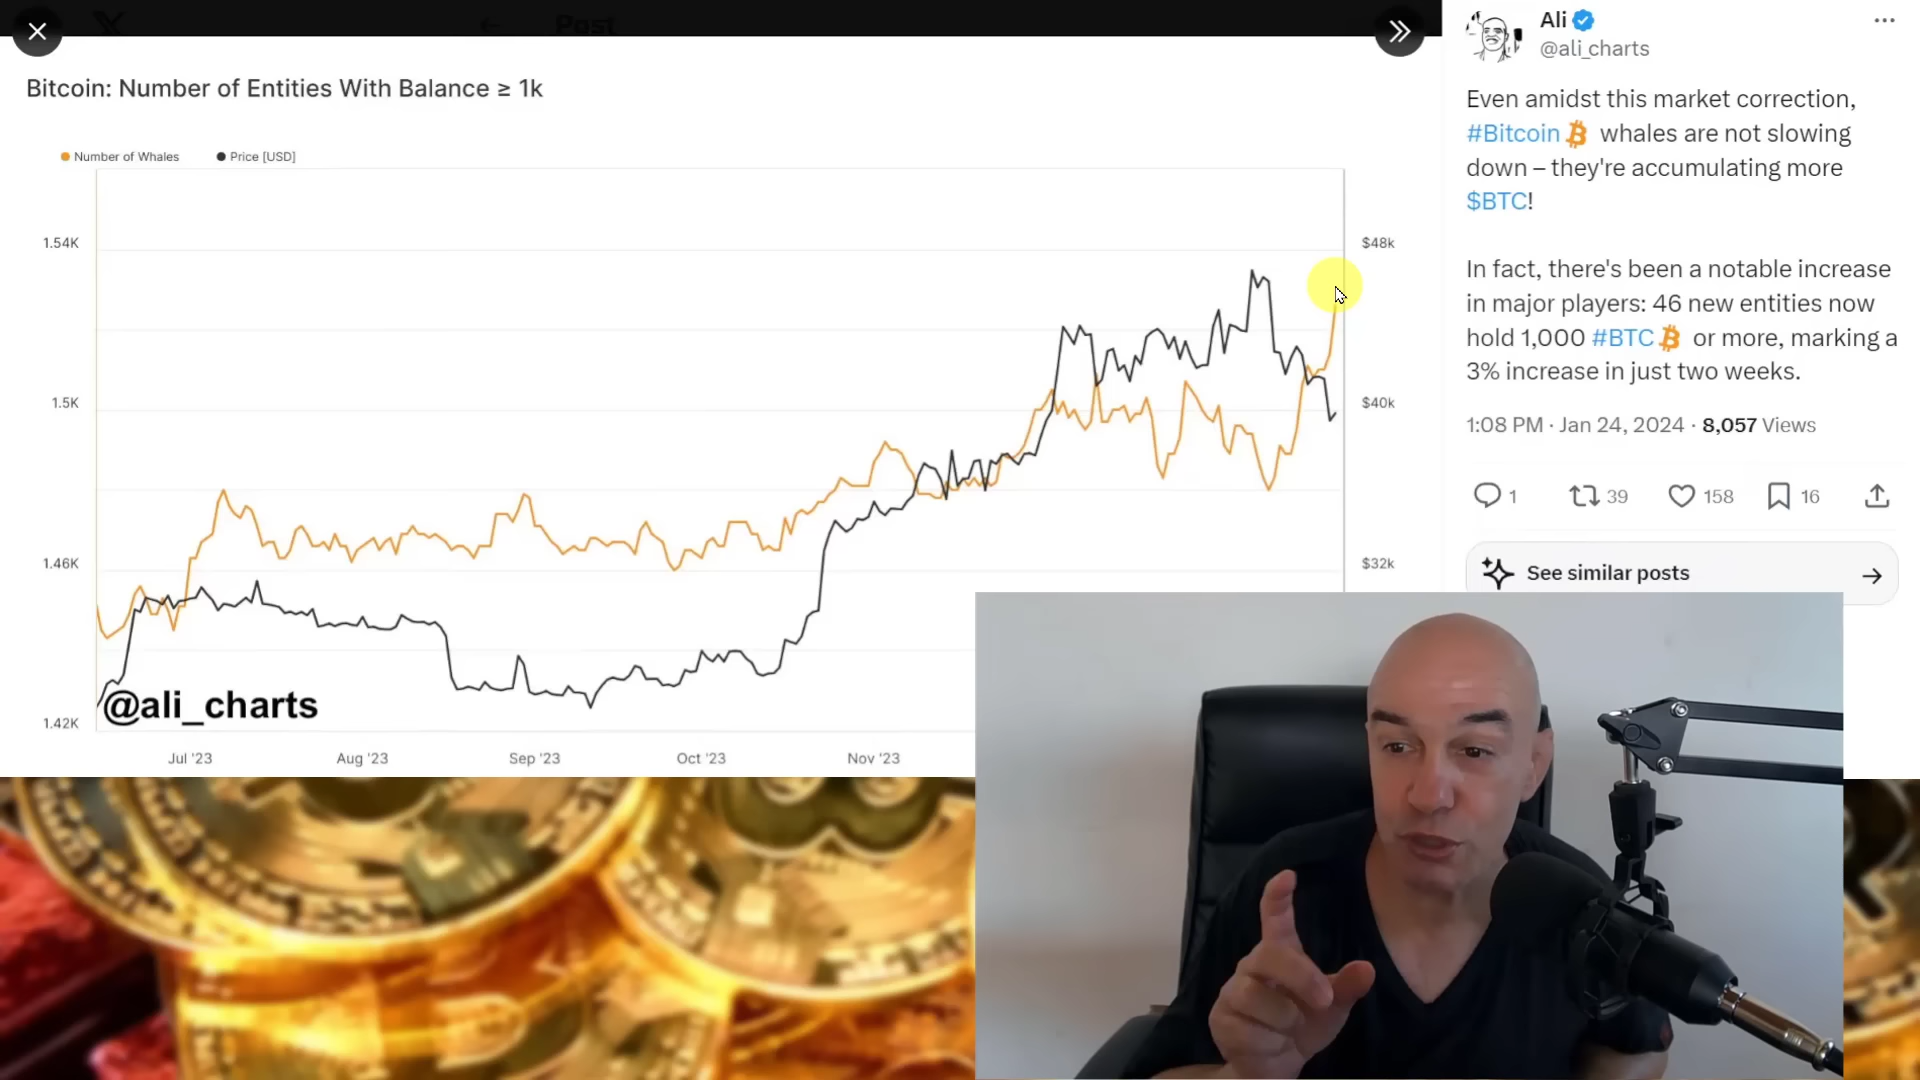 Post
Bitcoin: Number of Entities With Balance ≥ 1k
Number of Whales
Price [USD]
1.54K
1.5K
1.46K
1.42K
$48k
$40k
$32k
@ali_charts
Jul '23
Aug '23
Sep '23
Oct '23
Nov '23
Ali
@ali_charts
Even amidst this market correction,
#Bitcoin whales are not slowing
down – they're accumulating more
$BTC!
In fact, there's been a notable increase
in major players: 46 new entities now
hold 1,000 #BTC or more, marking a
3% increase in just two weeks.
1:08 PM · Jan 24, 2024 · 8,057 Views
1
39
158
16
See similar posts